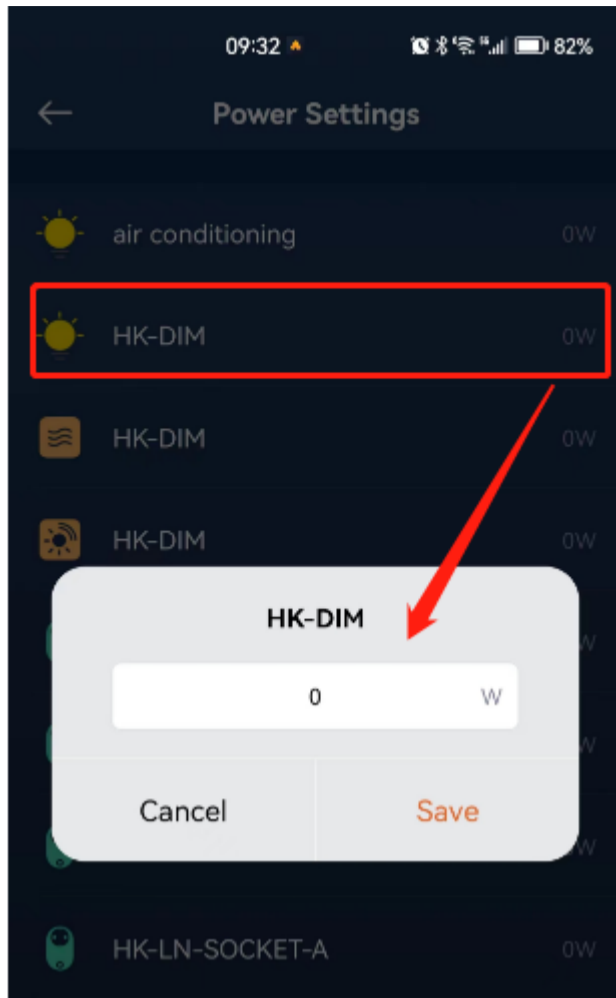 09:32 82%
Power Settings
air conditioning 0W
HK-DIM 0W
HK-DIM 0W
HK-DIM 0W
HK-DIM
W
0 W
W
Cancel Save
W
HK-LN-SOCKET-A 0W